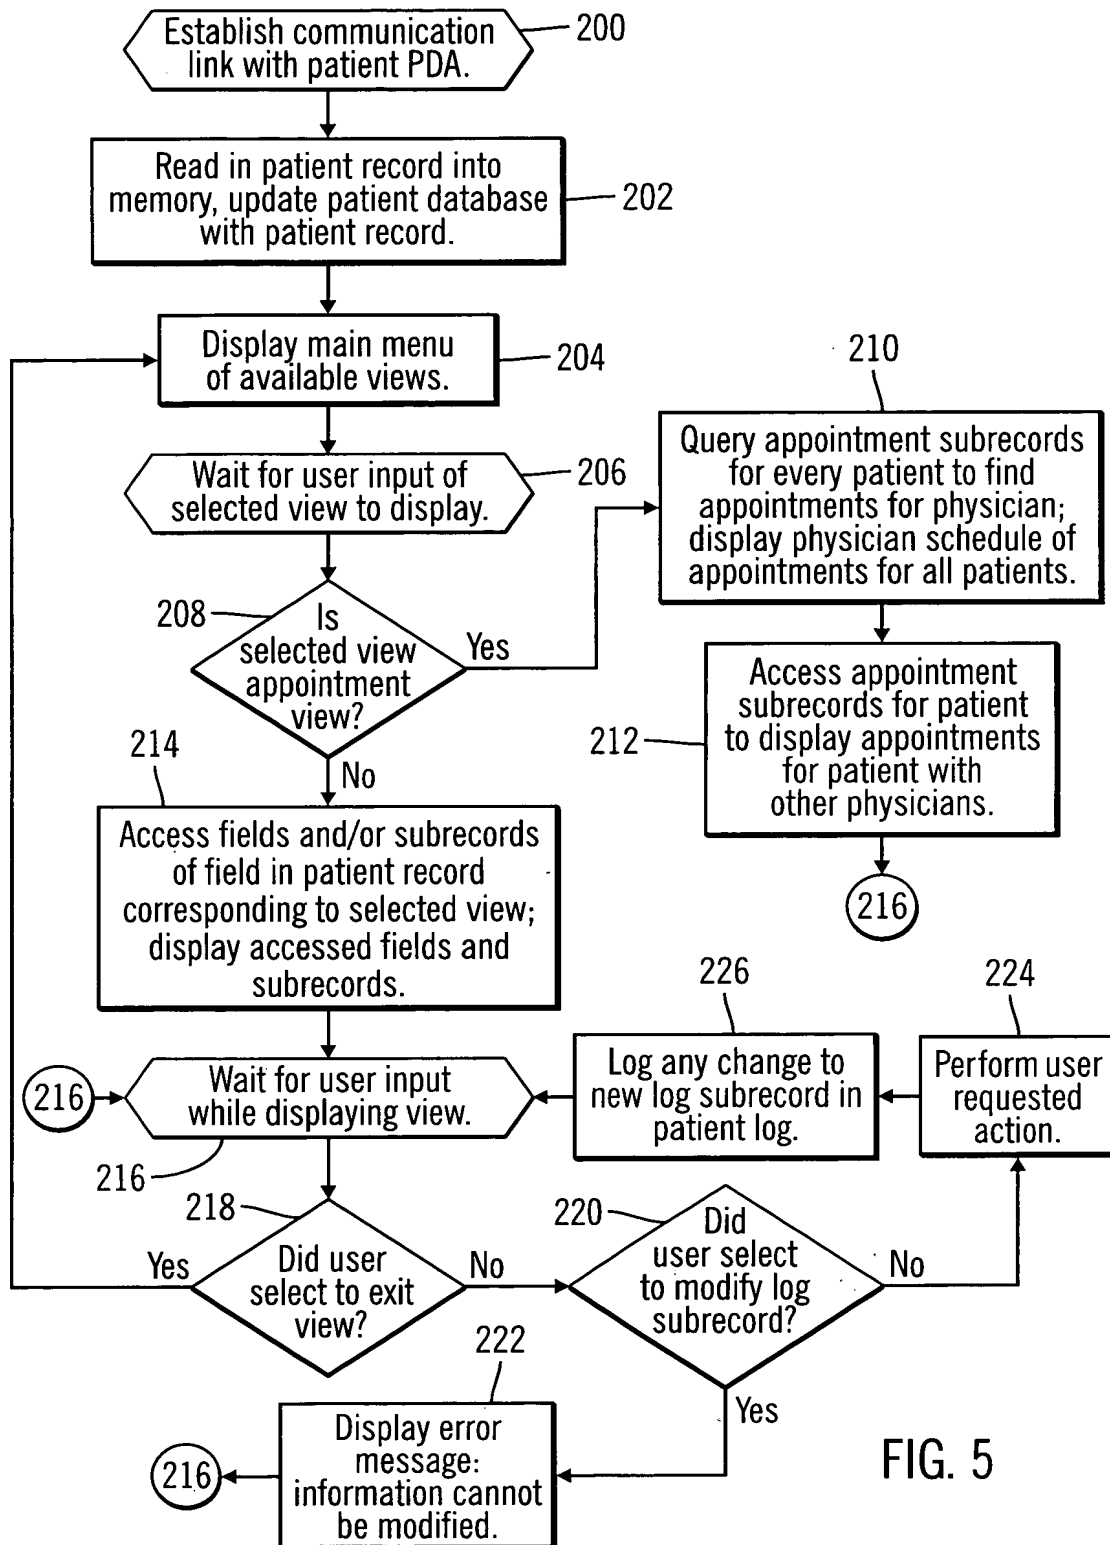 Establish communication
link with patient PDA.
200
Read in patient record into
memory, update patient database
with patient record.
202
Display main menu
of available views.
204
Wait for user input of
selected view to display.
206
208
Is
selected view
appointment
view?
Yes
No
210
Query appointment subrecords
for every patient to find
appointments for physician;
display physician schedule of
appointments for all patients.
212
Access appointment
subrecords for patient
to display appointments
for patient with
other physicians.
216
214
Access fields and/or subrecords
of field in patient record
corresponding to selected view;
display accessed fields and
subrecords.
216
Wait for user input
while displaying view.
216
226
Log any change to
new log subrecord in
patient log.
224
Perform user
requested
action.
218
Did user
select to exit
view?
Yes
No
220
Did
user select
to modify log
subrecord?
No
Yes
222
Display error
message:
information cannot
be modified.
216
FIG. 5